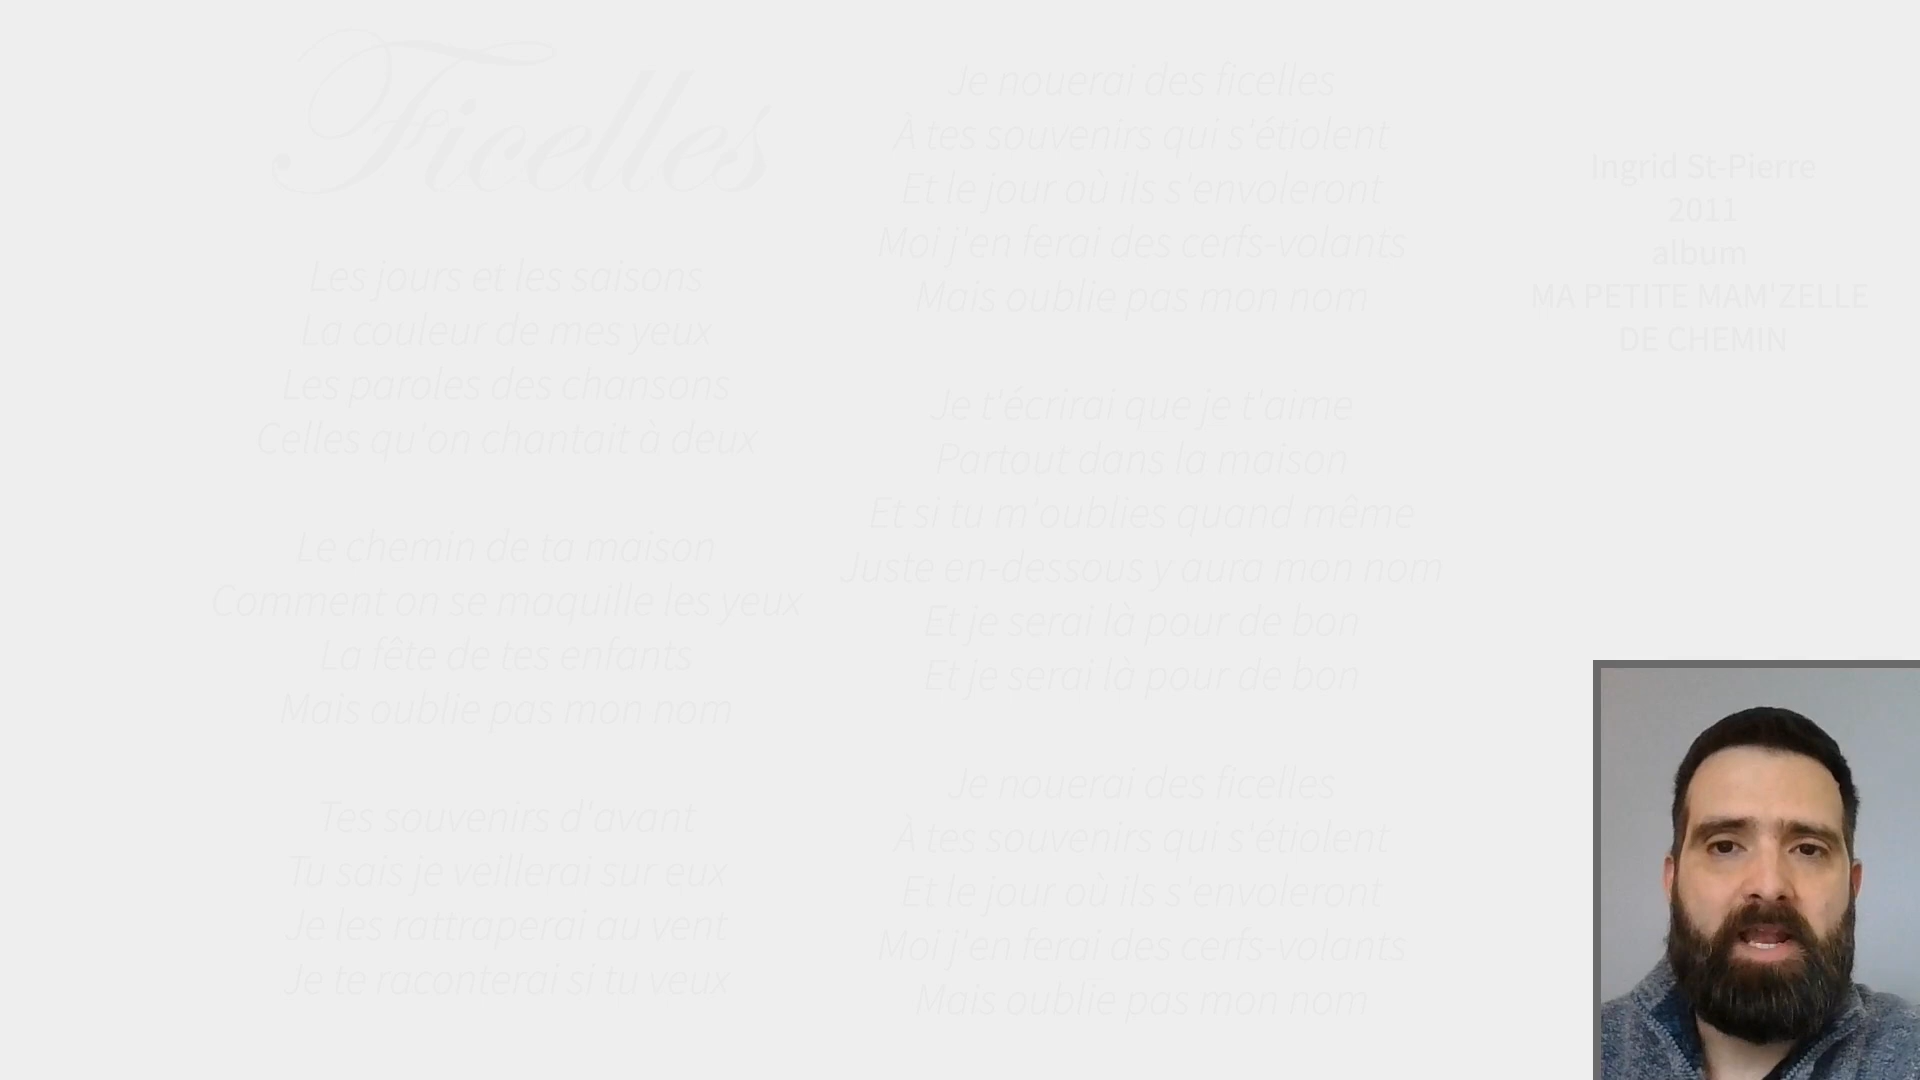 Ficelles
Les jours et les saisons
La couleur de mes yeux
Les paroles des chansons
Celles qu'on chantait à deux
Le chemin de ta maison
Comment on se maquille les yeux
La fête de tes enfants
Mais oublie pas mon nom
Tes souvenirs d'avant
Tu sais je veillerai sur eux
Je les rattraperai au vent
Je te raconterai si tu veux
Je nouerai des ficelles
À tes souvenirs qui s'étiolent
Et le jour où ils s'envoleront
Moi j'en ferai des cerfs-volants
Mais oublie pas mon nom
Je t'écrirai que je t'aime
Partout dans la maison
Et si tu m'oublies quand même
Juste en-dessous y aura mon nom
Et je serai là pour de bon
Et je serai là pour de bon
Je nouerai des ficelles
À tes souvenirs qui s'étiolent
Et le jour où ils s'envoleront
Moi j'en ferai des cerfs-volants
Mais oublie pas mon nom
Ingrid St-Pierre
2011
album
MA PETITE MAM'ZELLE
DE CHEMIN